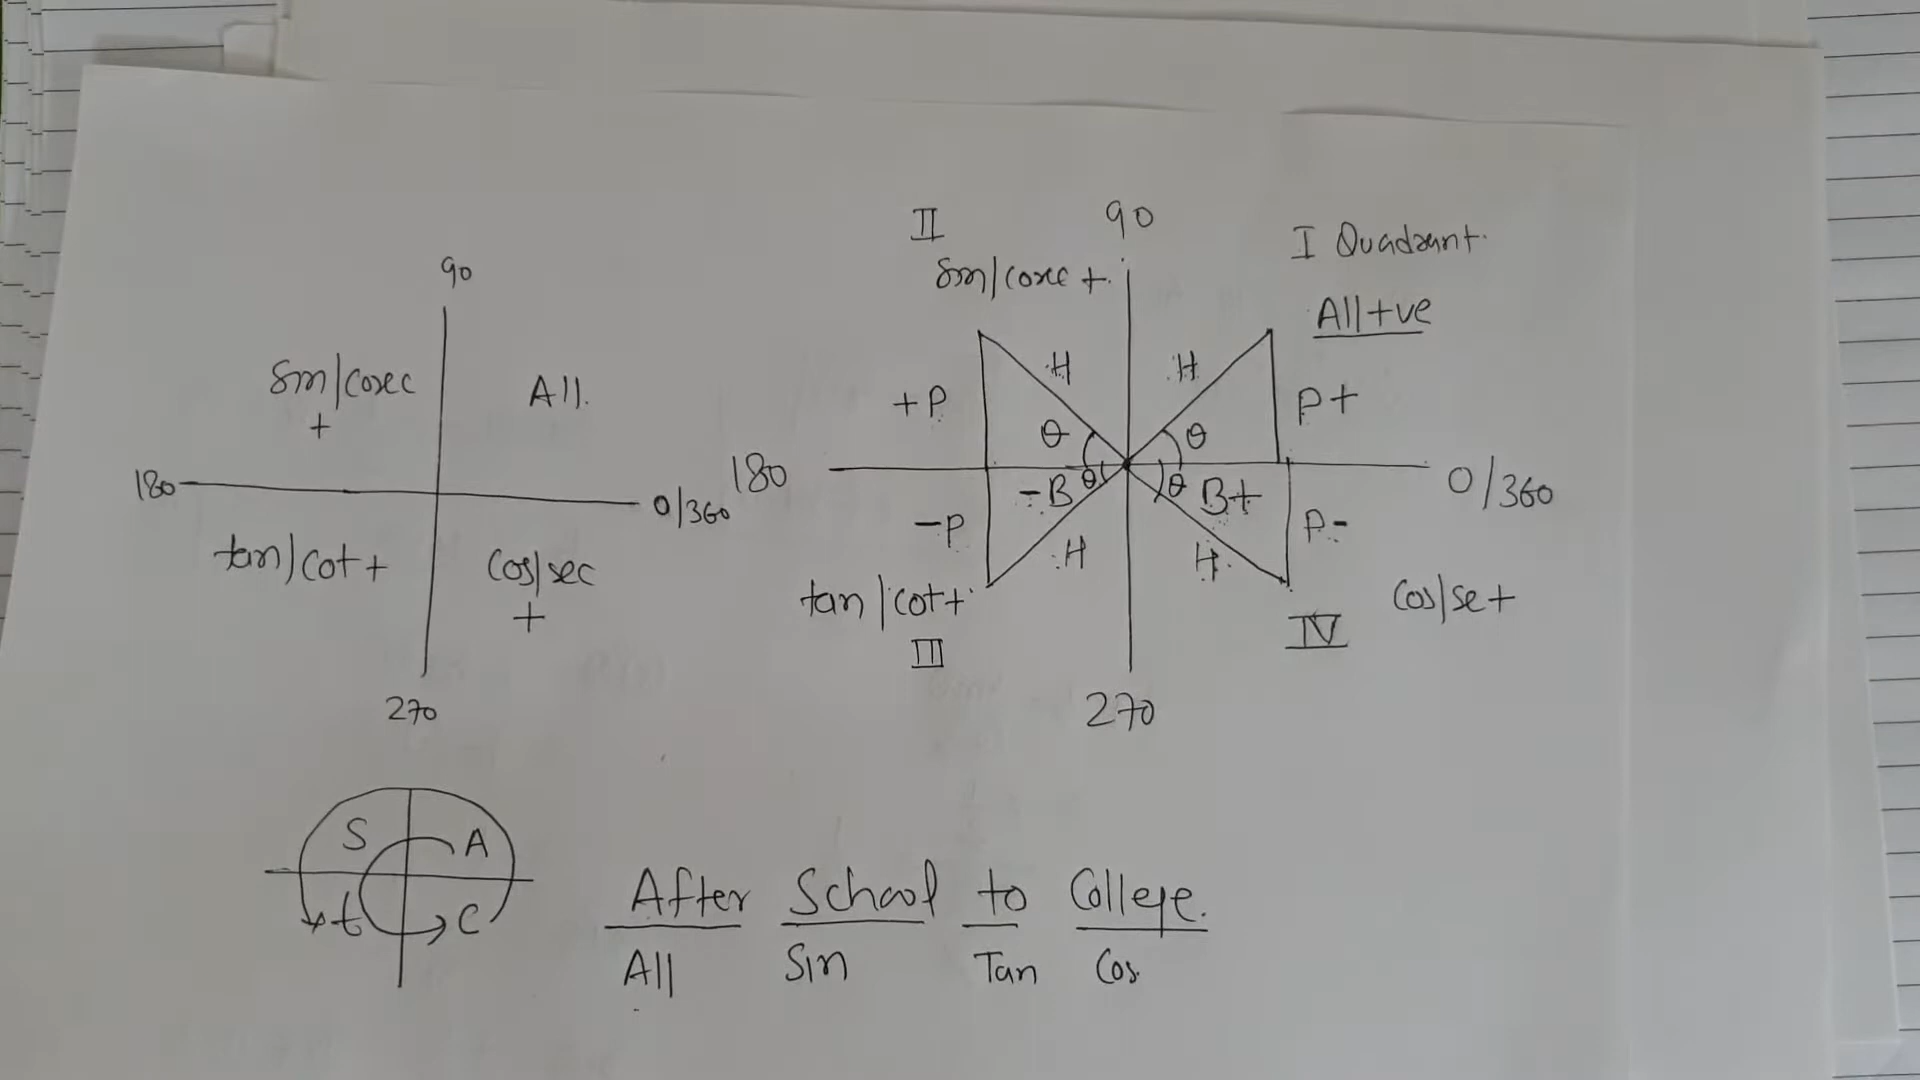 90
sin/cosec
+
All.
180
0/360
tan/cot +
cos/sec
+
270
II
90
I Quadrant.
sin/cosec +
All +ve
H
H
+P
P+
θ
θ
180
0/360
-B
θ
θ
B+
-P
P-
H
H
tan/cot+
cos/se+
III
IV
270
S
A
t
C
After School to College.
All Sin Tan Cos